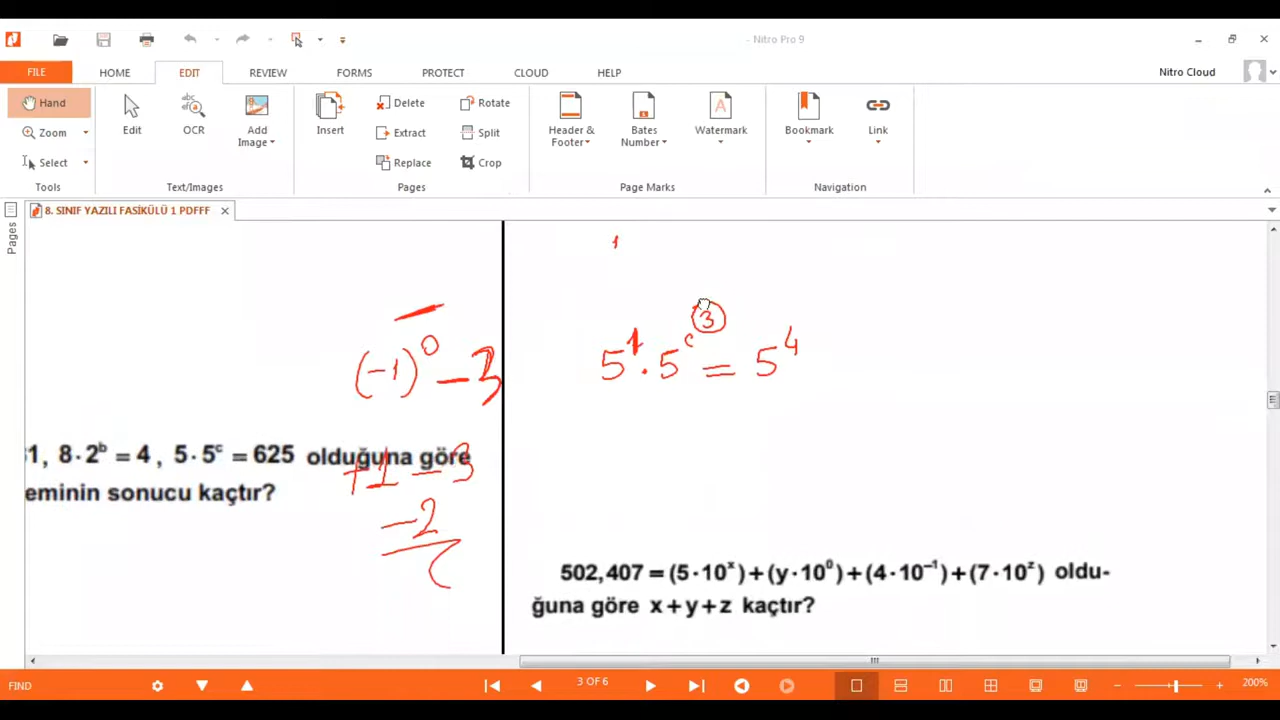 - Nitro Pro 9
FILE HOME EDIT REVIEW FORMS PROTECT CLOUD HELP Nitro Cloud
Hand
Zoom
Select
Tools
Edit
OCR
Add Image
Text/Images
Insert
Delete
Extract
Replace
Rotate
Split
Crop
Pages
Header & Footer
Bates Number
Watermark
Page Marks
Bookmark
Link
Navigation
8. SINIF YAZILI FASİKÜLÜ 1 PDFFF
Pages
(-1)⁰ - 3
31, 8·2ᵇ = 4, 5·5ᶜ = 625 olduğuna göre
eminin sonucu kaçtır?
+1 - 3
-2
1
3
5¹ · 5ᶜ = 5⁴
502,407 = (5·10ˣ)+(y·10⁰)+(4·10⁻¹)+(7·10ᶻ) oldu-
ğuna göre x+y+z kaçtır?
FIND 3 OF 6 200%